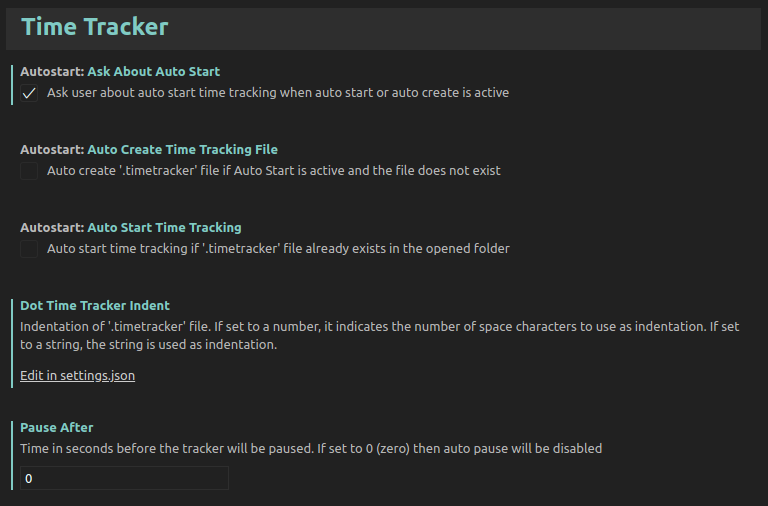 Time Tracker
Autostart: Ask About Auto Start
Ask user about auto start time tracking when auto start or auto create is active
Autostart: Auto Create Time Tracking File
Auto create '.timetracker' file if Auto Start is active and the file does not exist
Autostart: Auto Start Time Tracking
Auto start time tracking if '.timetracker' file already exists in the opened folder
Dot Time Tracker Indent
Indentation of '.timetracker' file. If set to a number, it indicates the number of space characters to use as indentation. If set
to a string, the string is used as indentation.
Edit in settings.json
Pause After
Time in seconds before the tracker will be paused. If set to 0 (zero) then auto pause will be disabled
0